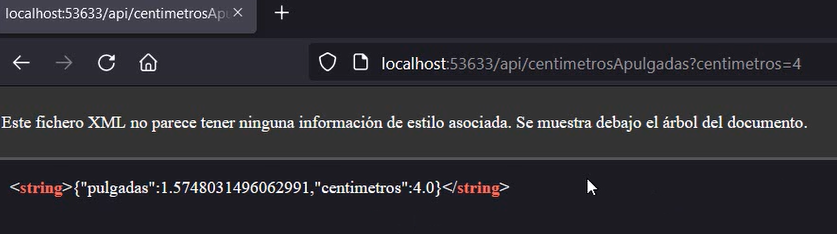 localhost:53633/api/centimetrosApu
localhost:53633/api/centimetrosApulgadas?centimetros=4
Este fichero XML no parece tener ninguna información de estilo asociada. Se muestra debajo el árbol del documento.
<string>{"pulgadas":1.5748031496062991,"centimetros":4.0}</string>